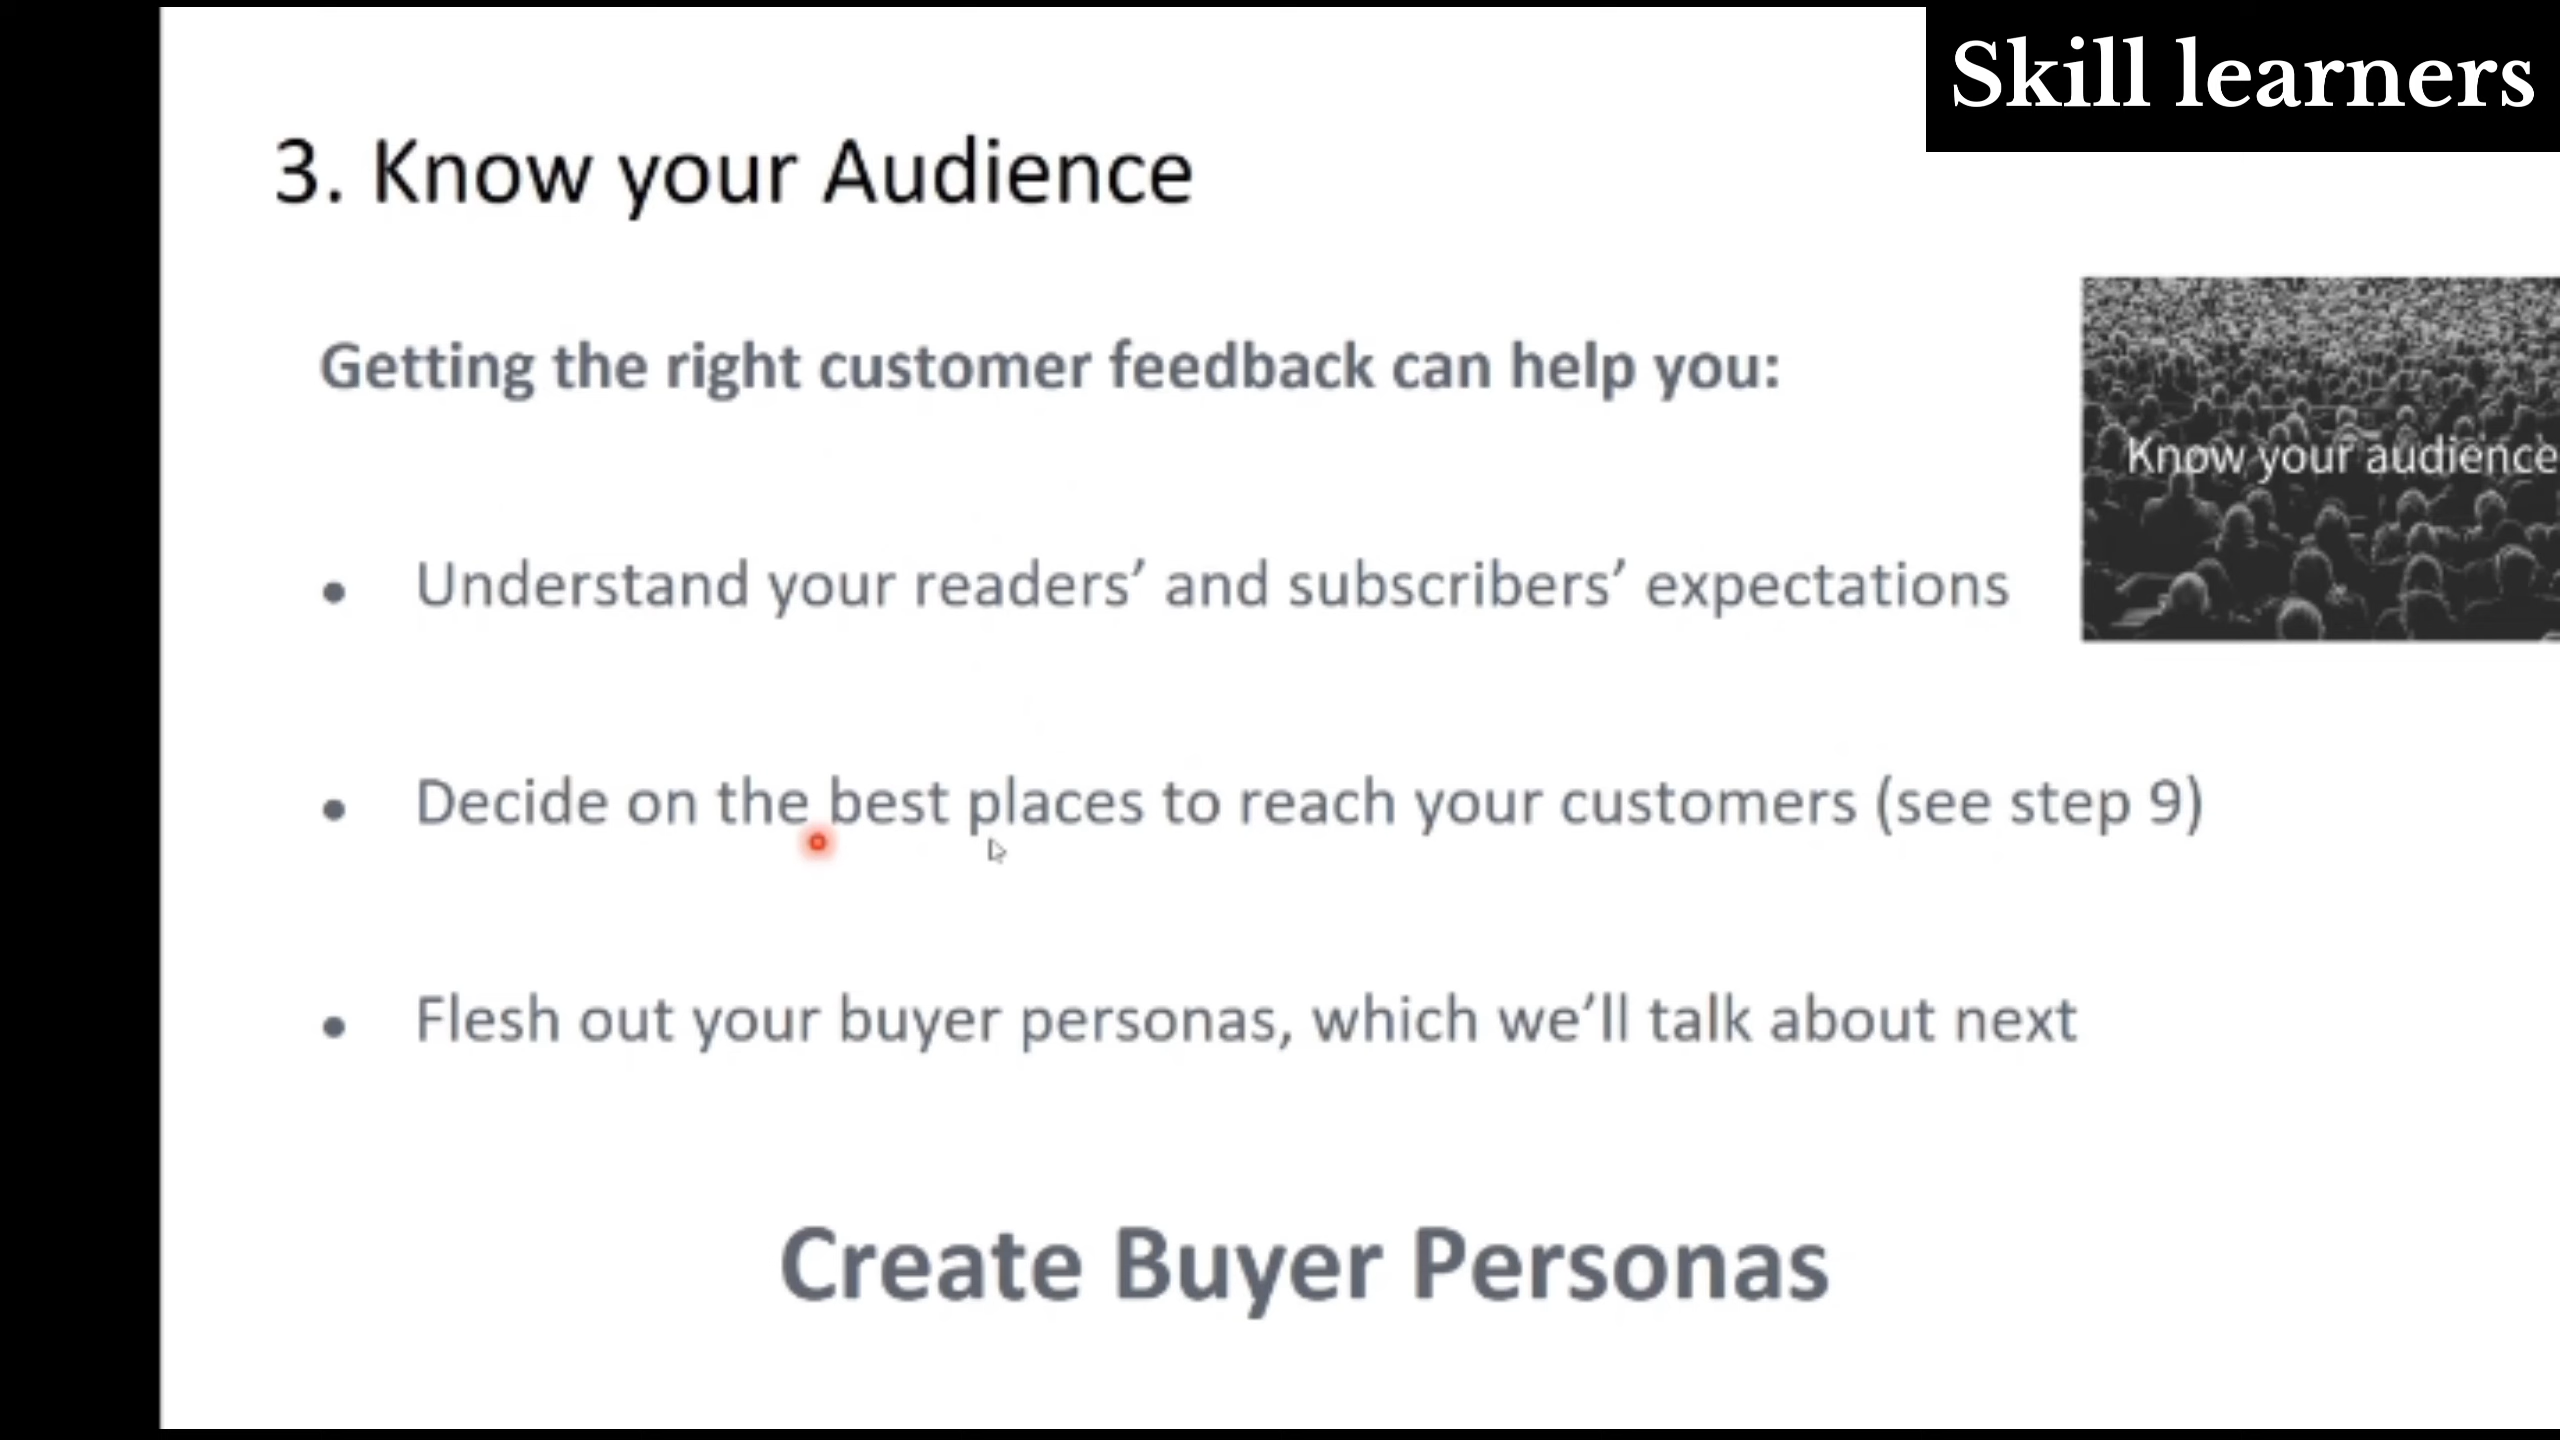 Skill learners
3. Know your Audience
Getting the right customer feedback can help you:
Know your audience
• Understand your readers’ and subscribers’ expectations
• Decide on the best places to reach your customers (see step 9)
• Flesh out your buyer personas, which we’ll talk about next
Create Buyer Personas